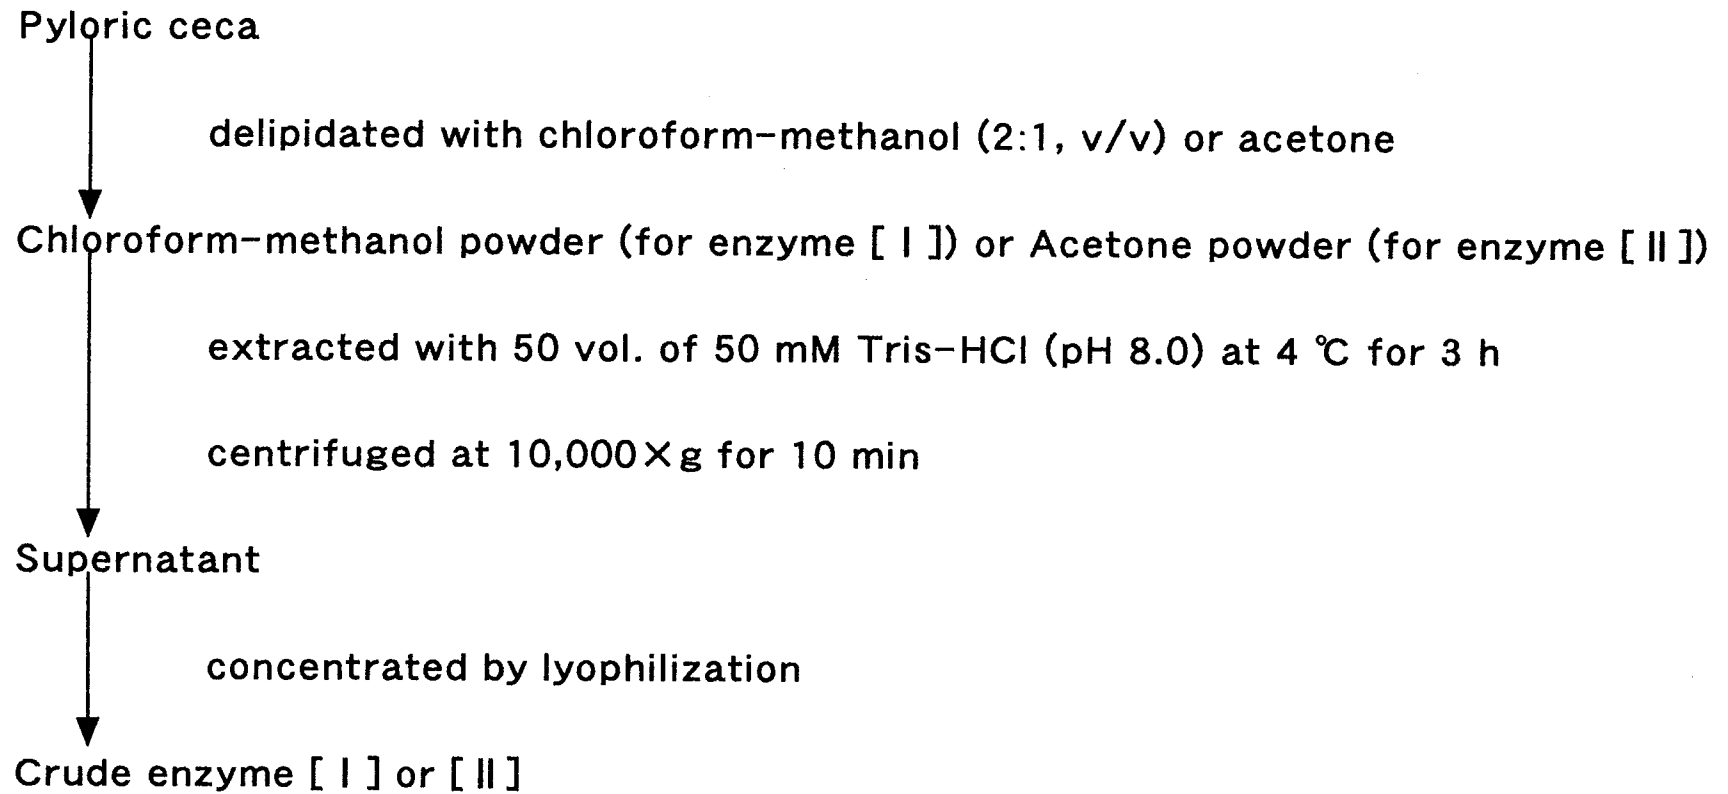 Pyloric ceca
delipidated with chloroform-methanol (2:1, v/v) or acetone
Chloroform-methanol powder (for enzyme [ I ]) or Acetone powder (for enzyme [ II ])
extracted with 50 vol. of 50 mM Tris-HCl (pH 8.0) at 4 ℃ for 3 h
centrifuged at 10,000×g for 10 min
Supernatant
concentrated by lyophilization
Crude enzyme [ I ] or [ II ]